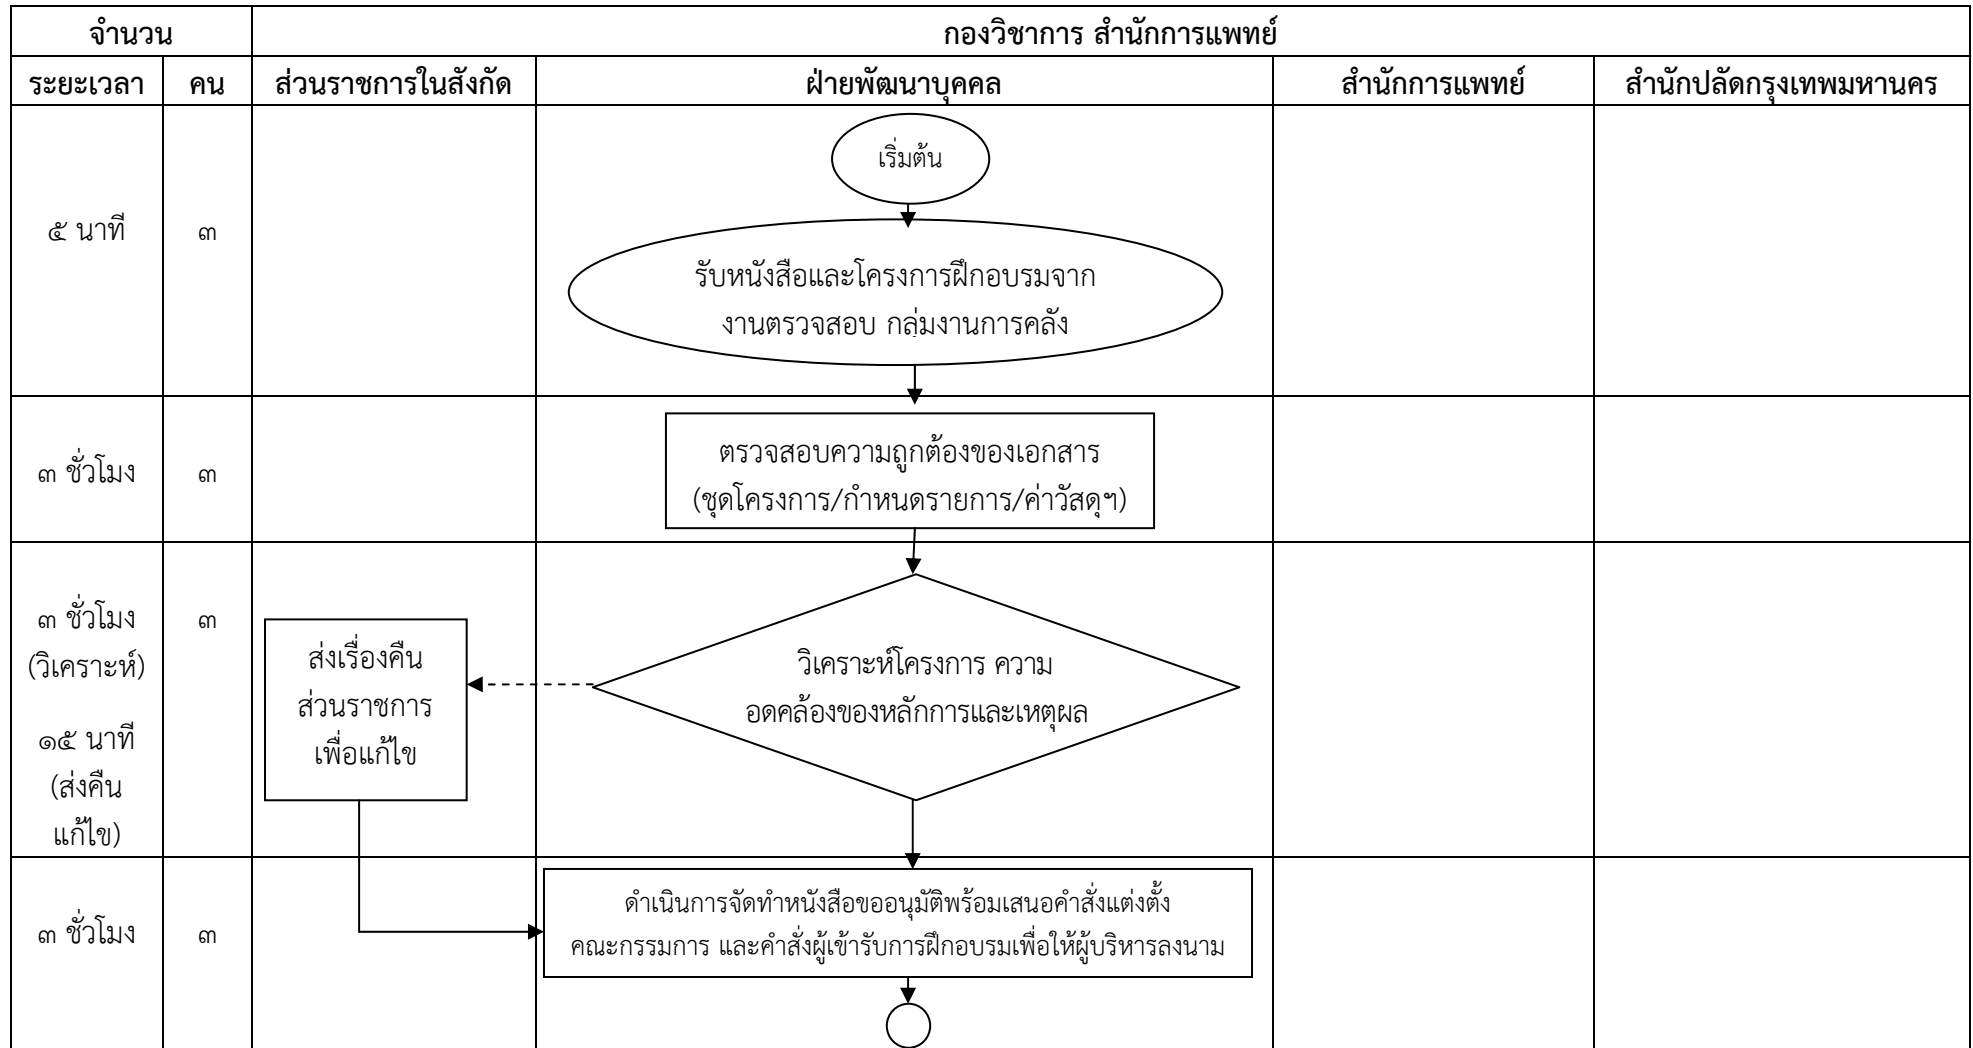 จำนวน
กองวิชาการ สำนักการแพทย์
ระยะเวลา
คน
ส่วนราชการในสังกัด
ฝ่ายพัฒนาบุคคล
สำนักการแพทย์
สำนักปลัดกรุงเทพมหานคร
เริ่มต้น
๕ นาที
๓
รับหนังสือและโครงการฝึกอบรมจาก
งานตรวจสอบ กลุ่มงานการคลัง
๓ ชั่วโมง
๓
ตรวจสอบความถูกต้องของเอกสาร
(ชุดโครงการ/กำหนดรายการ/ค่าวัสดุฯ)
๓ ชั่วโมง
(วิเคราะห์)
๑๕ นาที
(ส่งคืน
แก้ไข)
๓
ส่งเรื่องคืน
ส่วนราชการ
เพื่อแก้ไข
วิเคราะห์โครงการ ความ
อดคล้องของหลักการและเหตุผล
๓ ชั่วโมง
๓
ดำเนินการจัดทำหนังสือขออนุมัติพร้อมเสนอคำสั่งแต่งตั้ง
คณะกรรมการ และคำสั่งผู้เข้ารับการฝึกอบรมเพื่อให้ผู้บริหารลงนาม